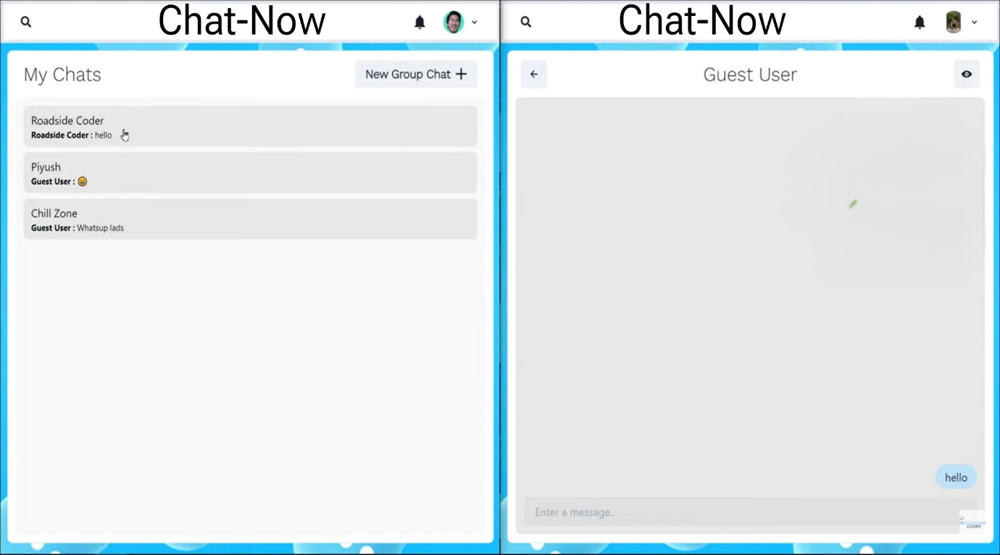 Chat-Now
My Chats
New Group Chat +
Roadside Coder
Roadside Coder : hello
Piyush
Guest User : 😄
Chill Zone
Guest User : Whatsup lads
Chat-Now
Guest User
hello
Enter a message..
CODER